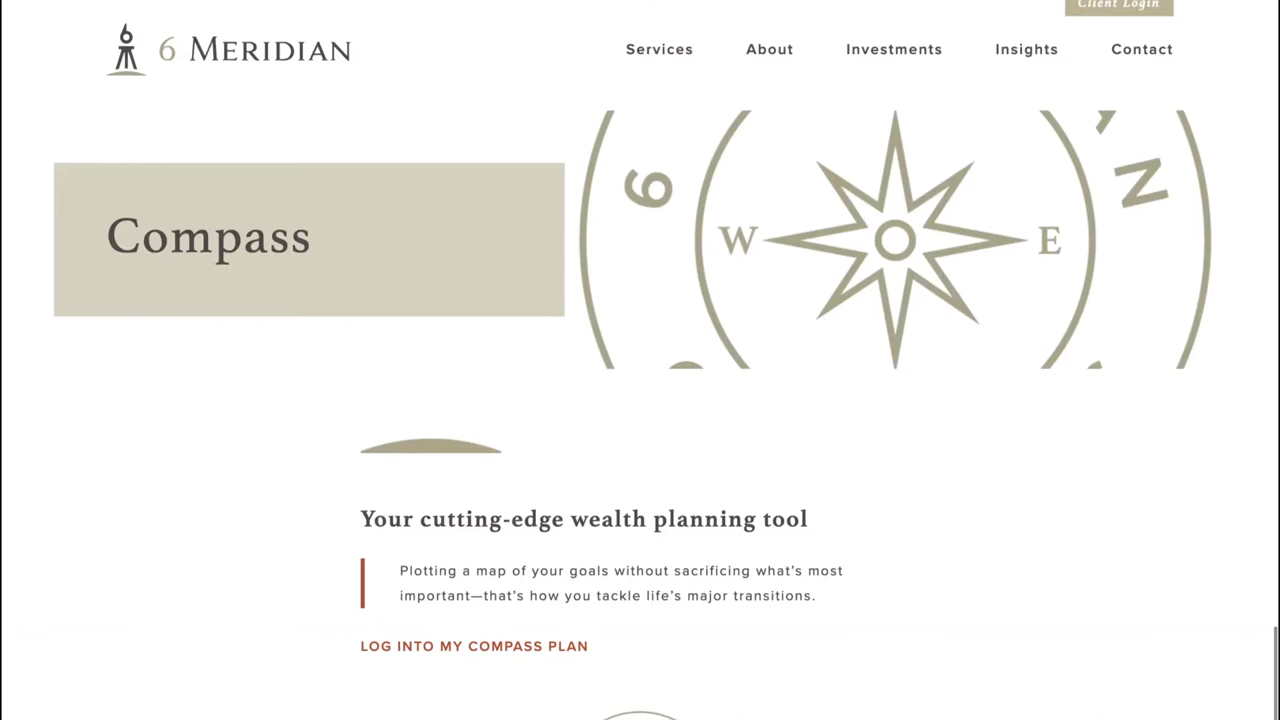 Client Login
6 MERIDIAN
Services About Investments Insights Contact
6
N
Compass
W E
Your cutting-edge wealth planning tool
Plotting a map of your goals without sacrificing what's most
important—that's how you tackle life's major transitions.
LOG INTO MY COMPASS PLAN